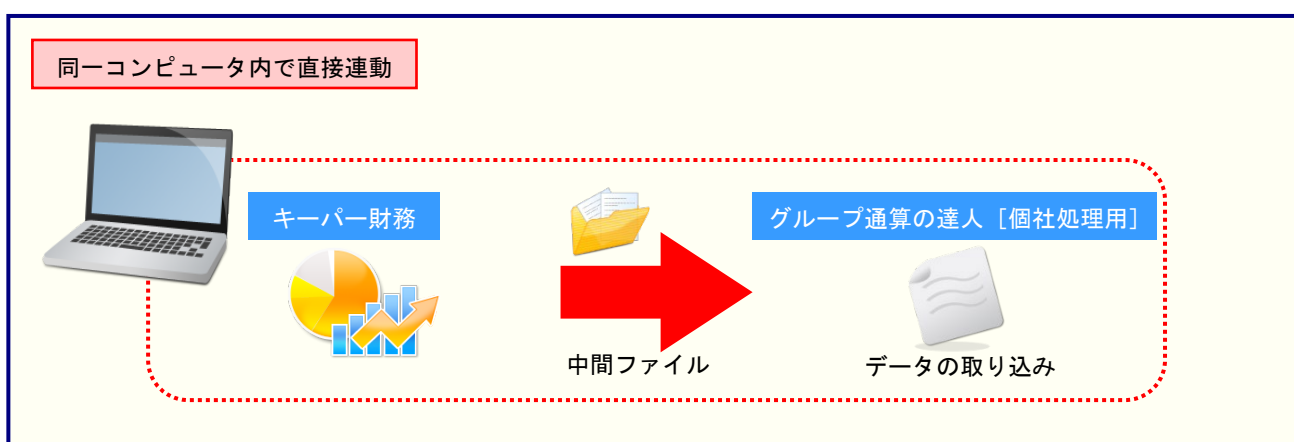 同一コンピュータ内で直接連動
キーパー財務
グループ通算の達人［個社処理用］
中間ファイル
データの取り込み